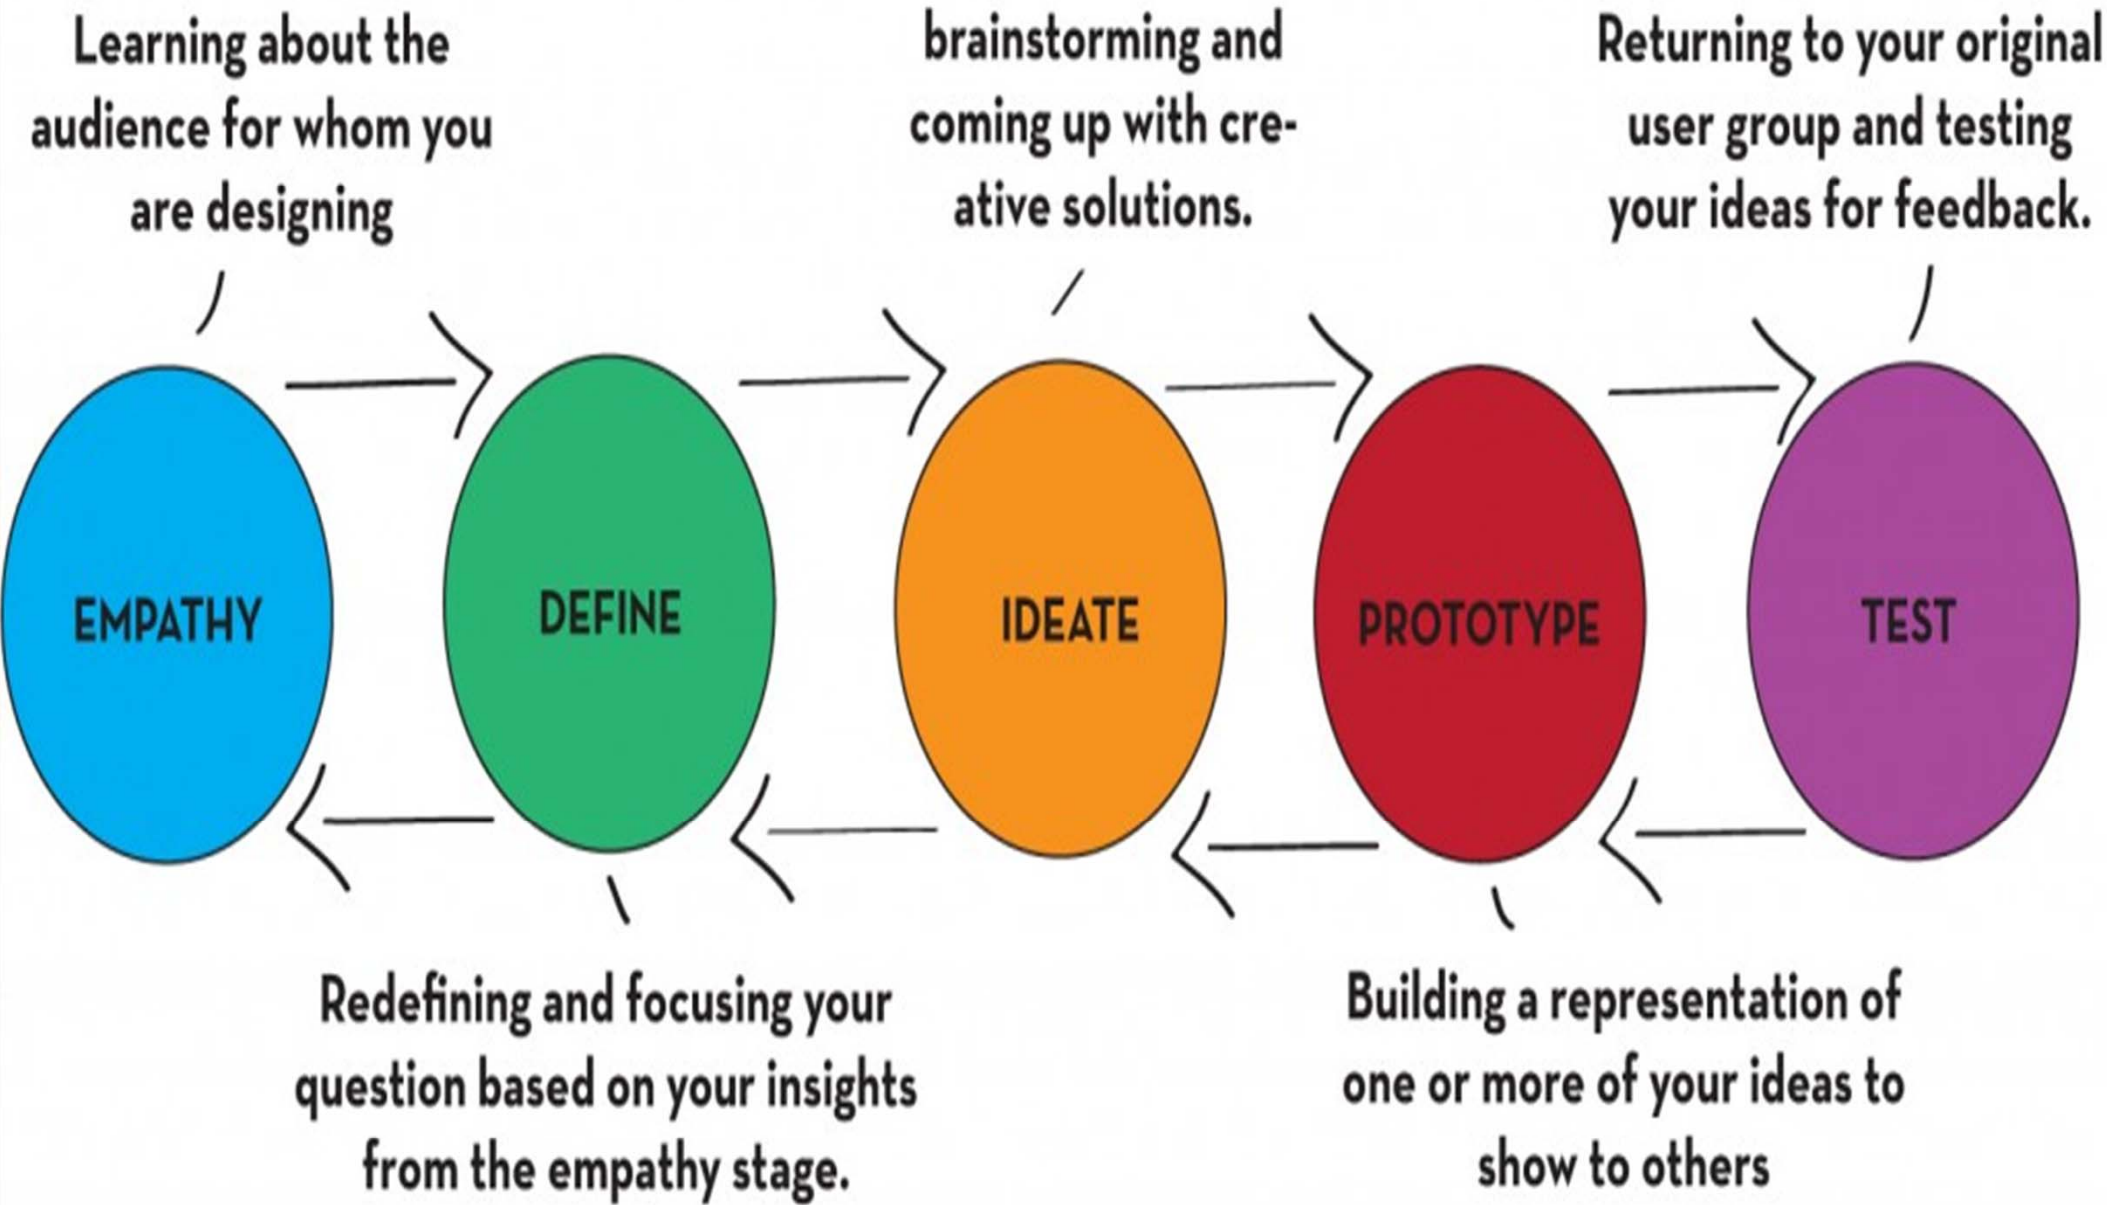 Learning about the
audience for whom you
are designing
brainstorming and
coming up with cre-
ative solutions.
Returning to your original
user group and testing
your ideas for feedback.
EMPATHY
DEFINE
IDEATE
PROTOTYPE
TEST
Redefining and focusing your
question based on your insights
from the empathy stage.
Building a representation of
one or more of your ideas to
show to others